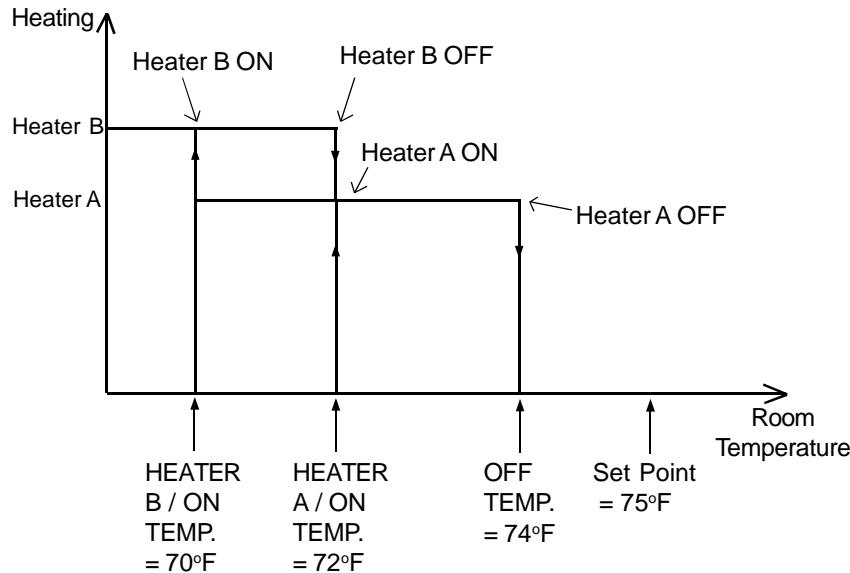 Heating
Heater B ON
Heater B OFF
Heater B
Heater A ON
Heater A
Heater A OFF
Room
Temperature
HEATER
B / ON
TEMP.
= 70°F
HEATER
A / ON
TEMP.
= 72°F
OFF
TEMP.
= 74°F
Set Point
= 75°F